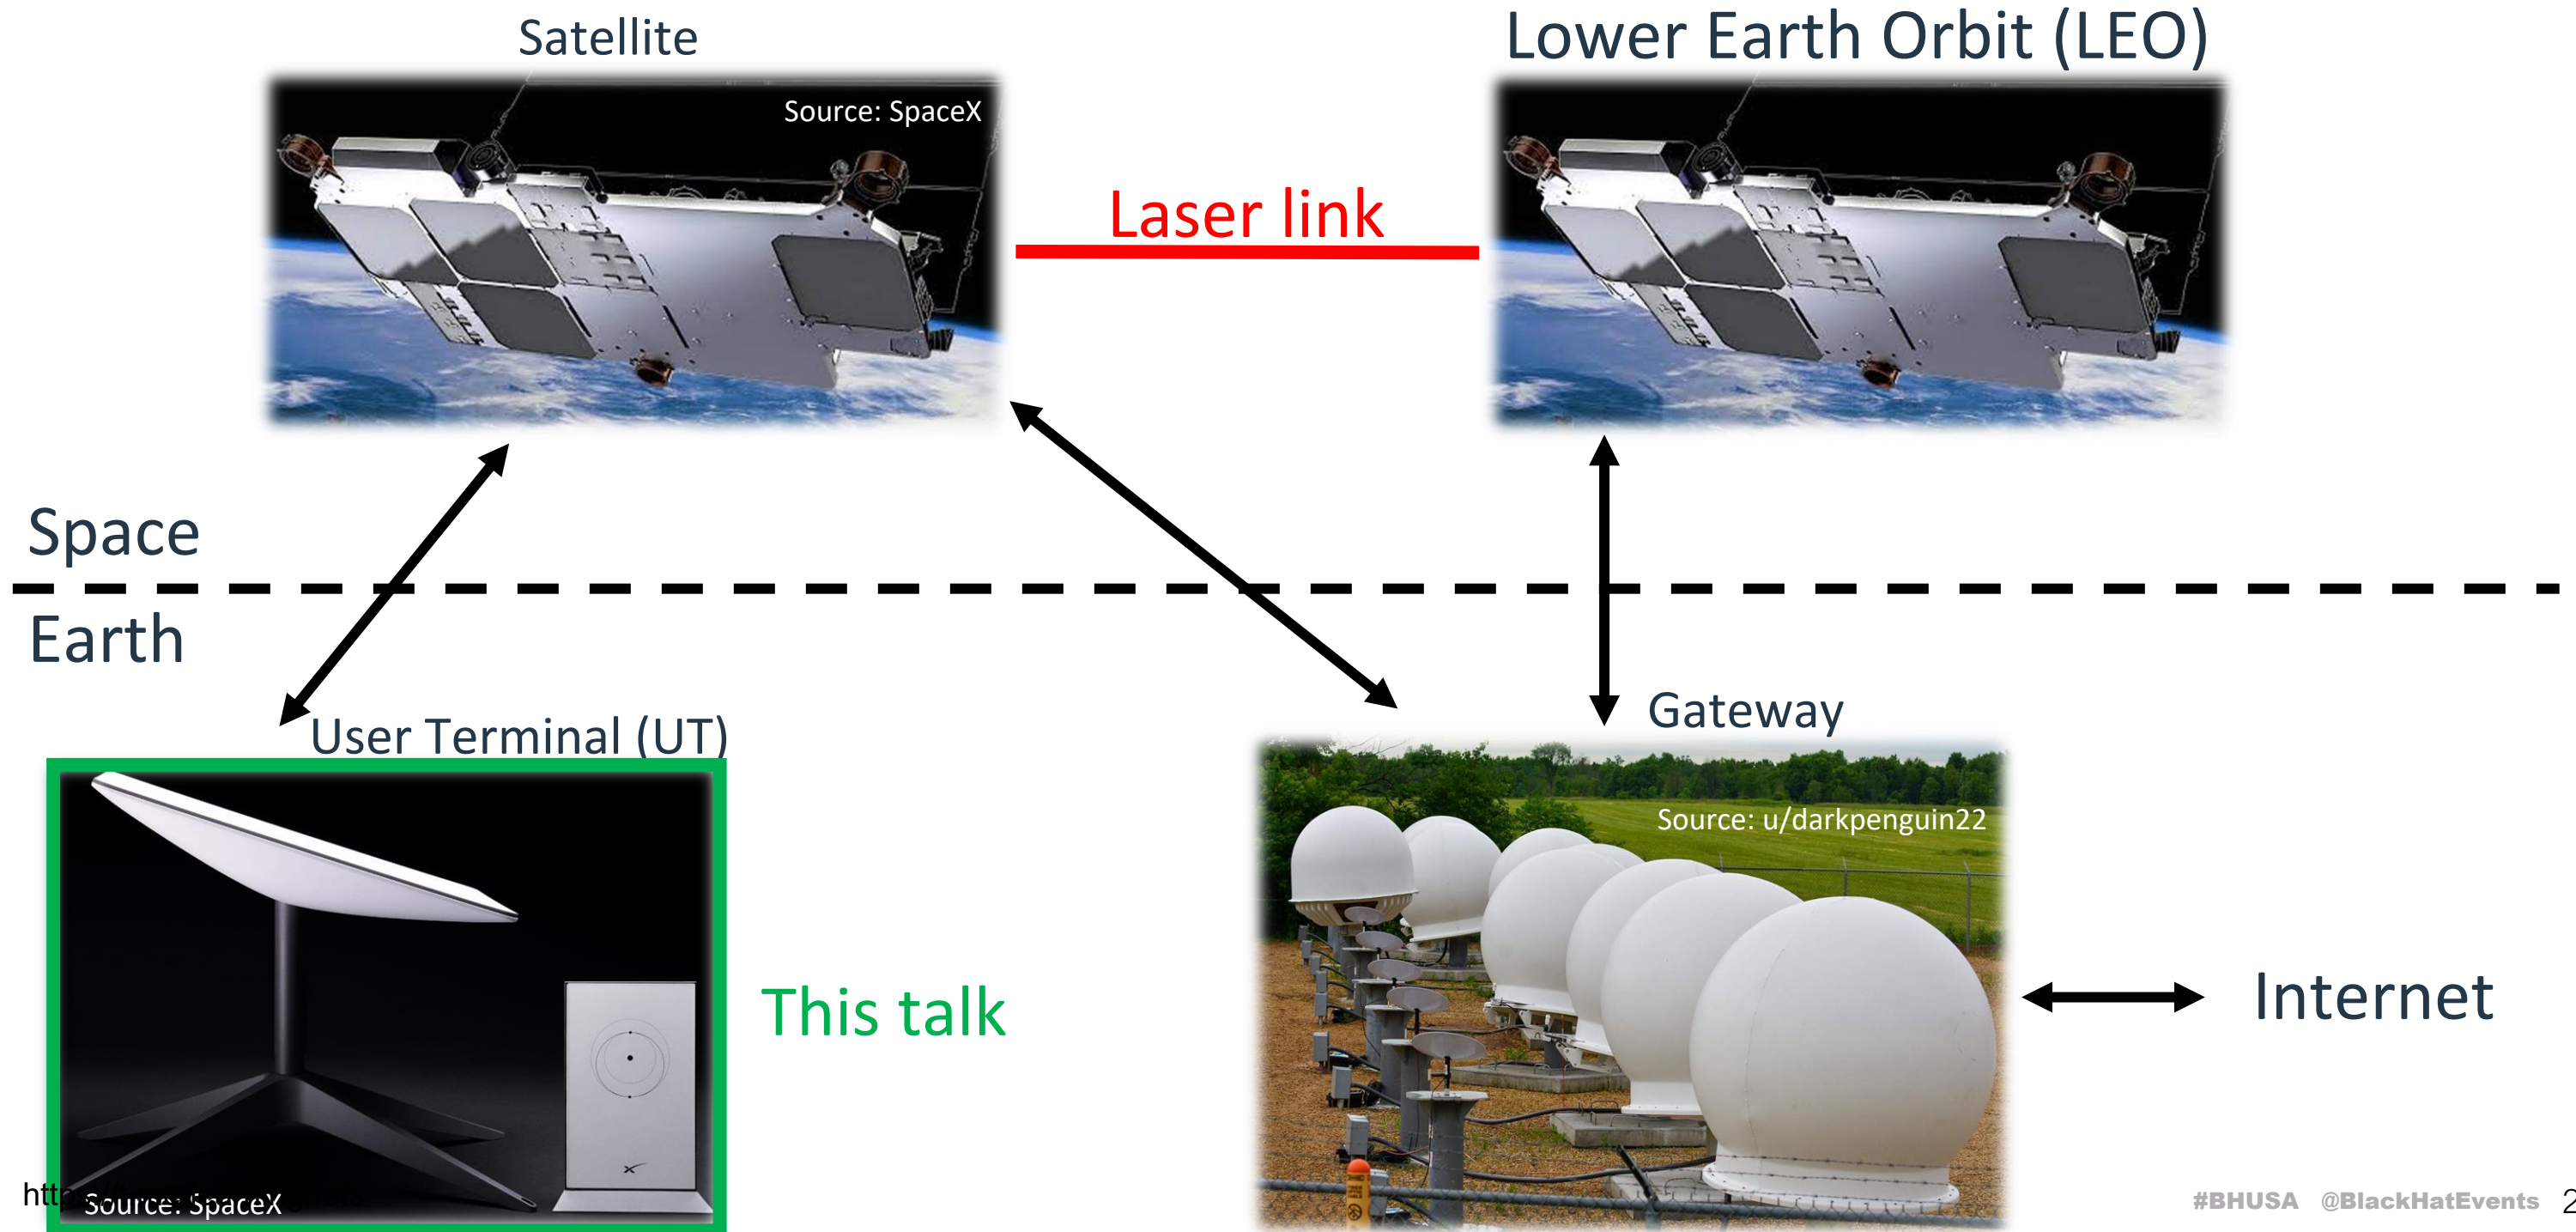 Satellite
Lower Earth Orbit (LEO)
Source: SpaceX
Laser link
Space
Earth
User Terminal (UT)
Gateway
Source: u/darkpenguin22
This talk
Internet
Source: SpaceX
#BHUSA @BlackHatEvents